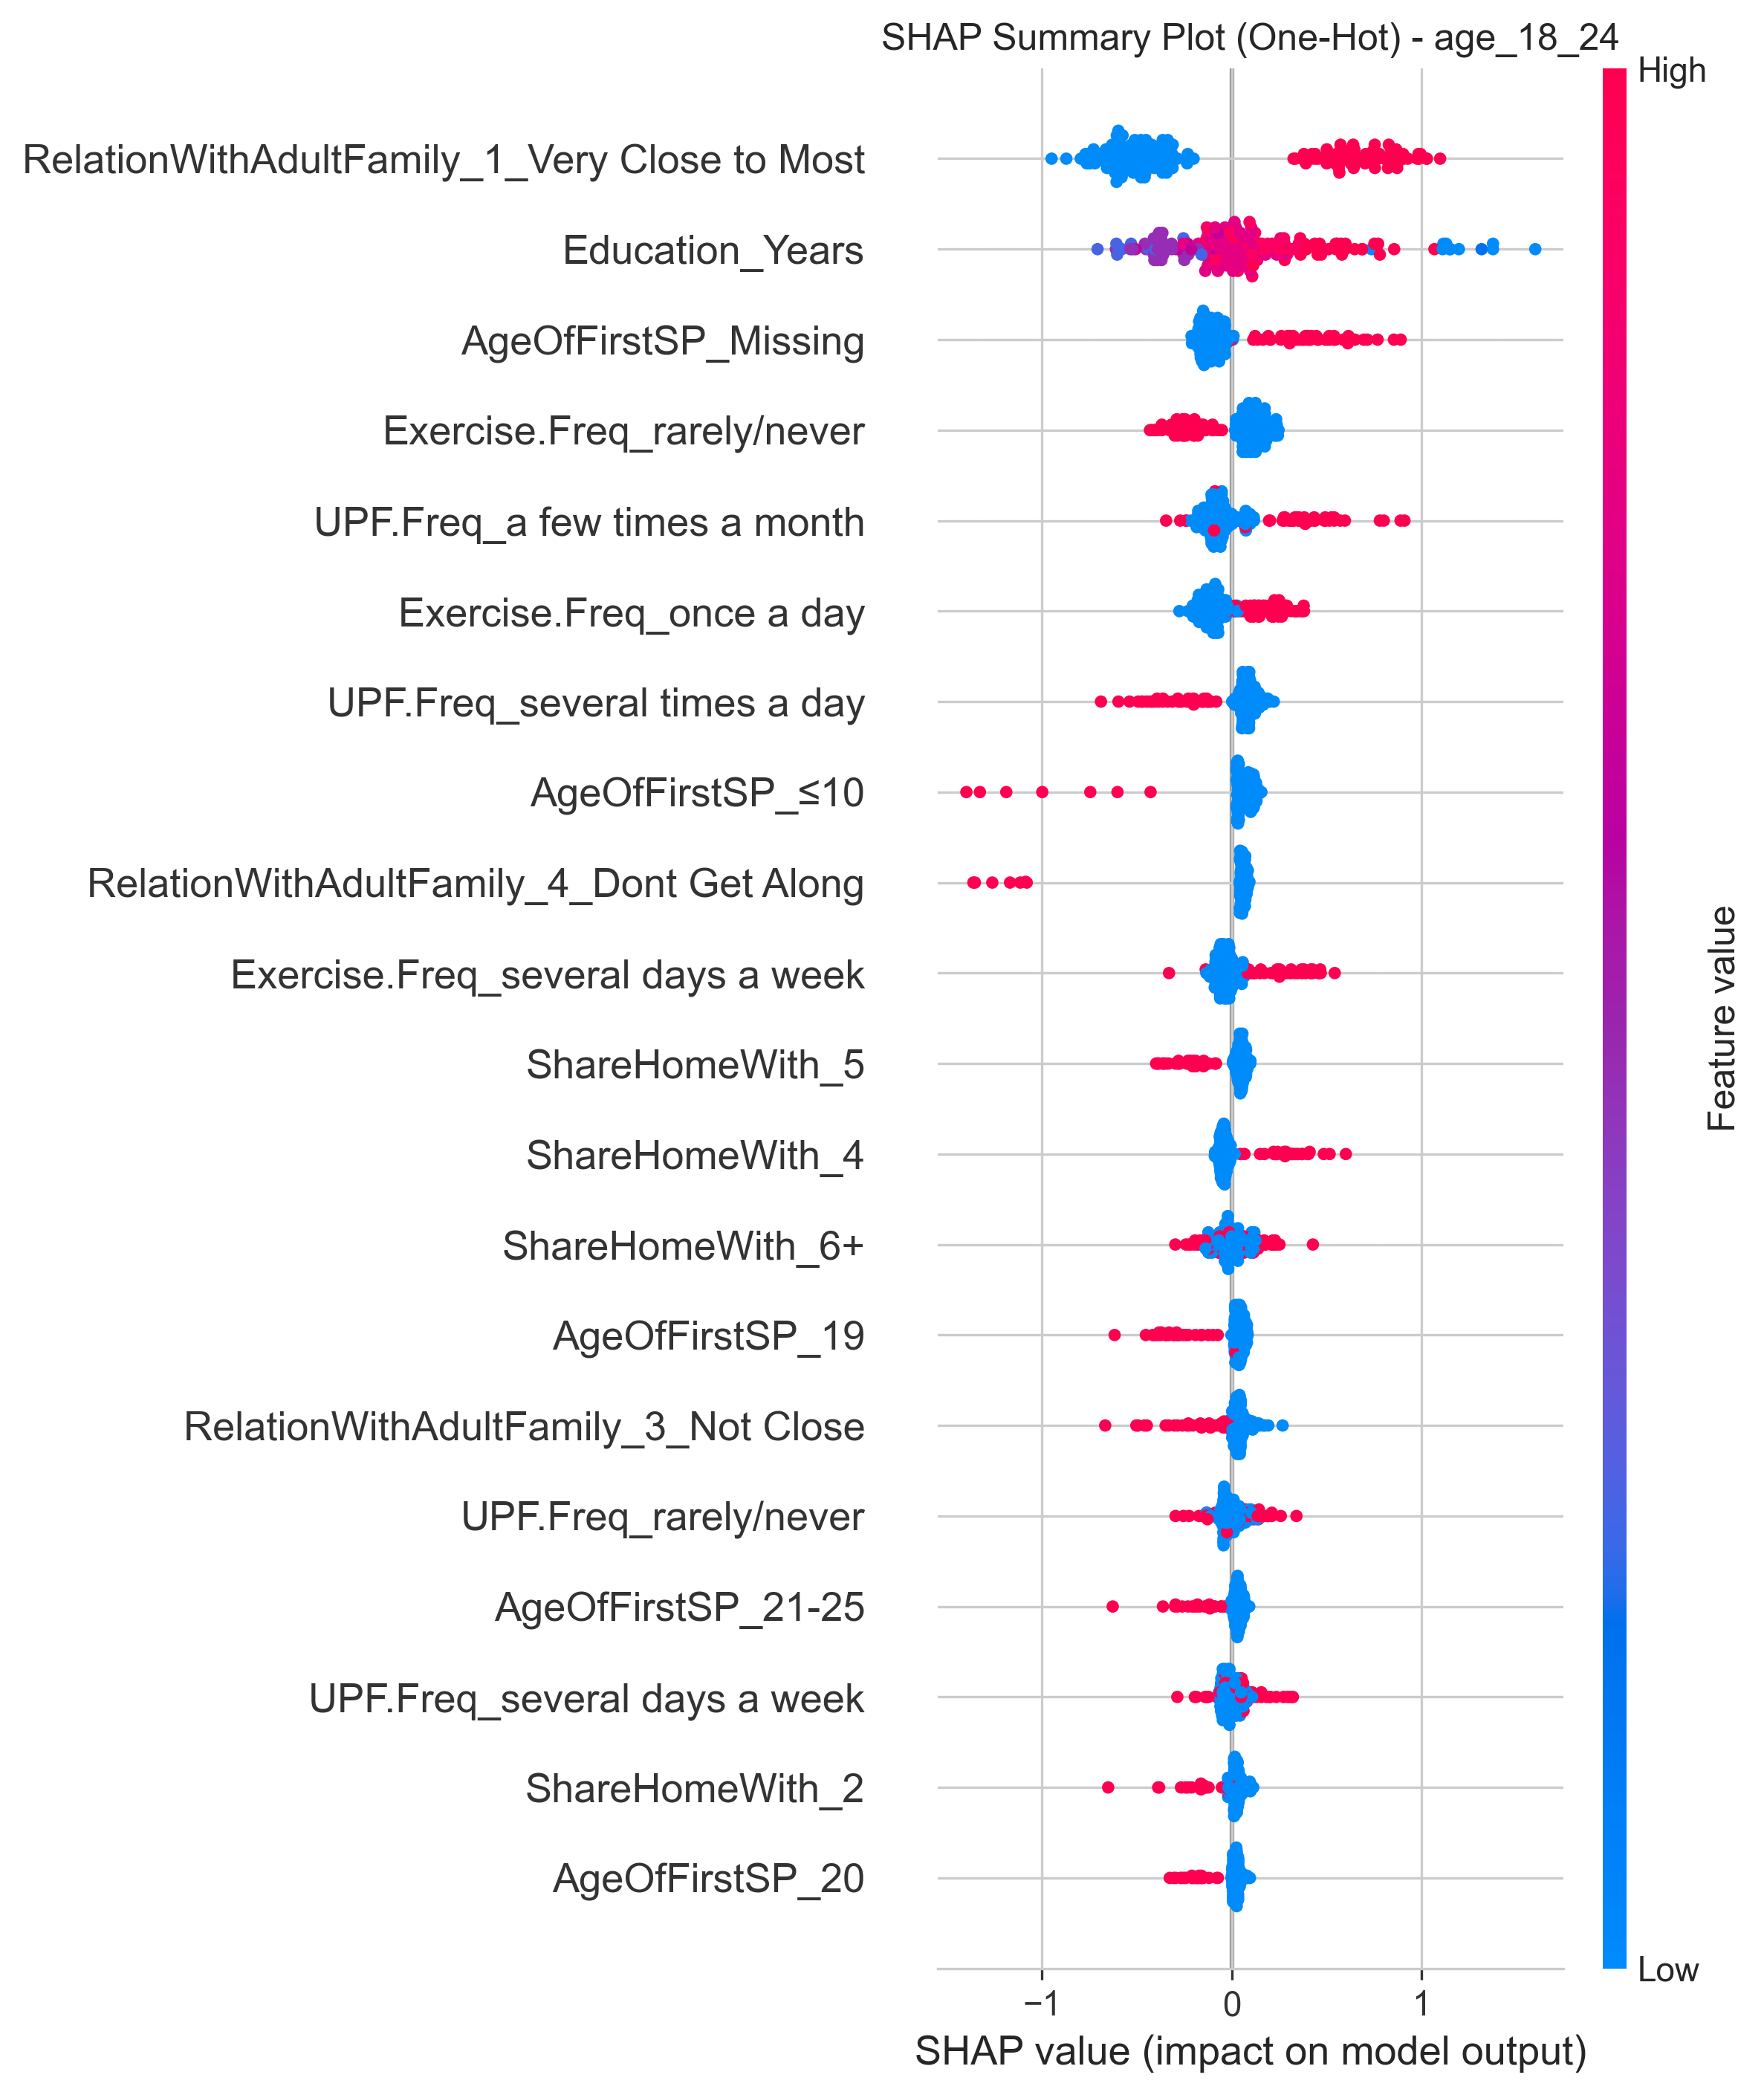 SHAP Summary Plot (One-Hot) - age_18_24
High
RelationWithAdultFamily_1_Very Close to Most
Education_Years
AgeOfFirstSP_Missing
Exercise.Freq_rarely/never
UPF.Freq_a few times a month
Exercise.Freq_once a day
UPF.Freq_several times a day
AgeOfFirstSP_≤10
RelationWithAdultFamily_4_Dont Get Along
Exercise.Freq_several days a week
ShareHomeWith_5
ShareHomeWith_4
ShareHomeWith_6+
AgeOfFirstSP_19
RelationWithAdultFamily_3_Not Close
UPF.Freq_rarely/never
AgeOfFirstSP_21-25
UPF.Freq_several days a week
ShareHomeWith_2
AgeOfFirstSP_20
Feature value
Low
−1 0 1
SHAP value (impact on model output)